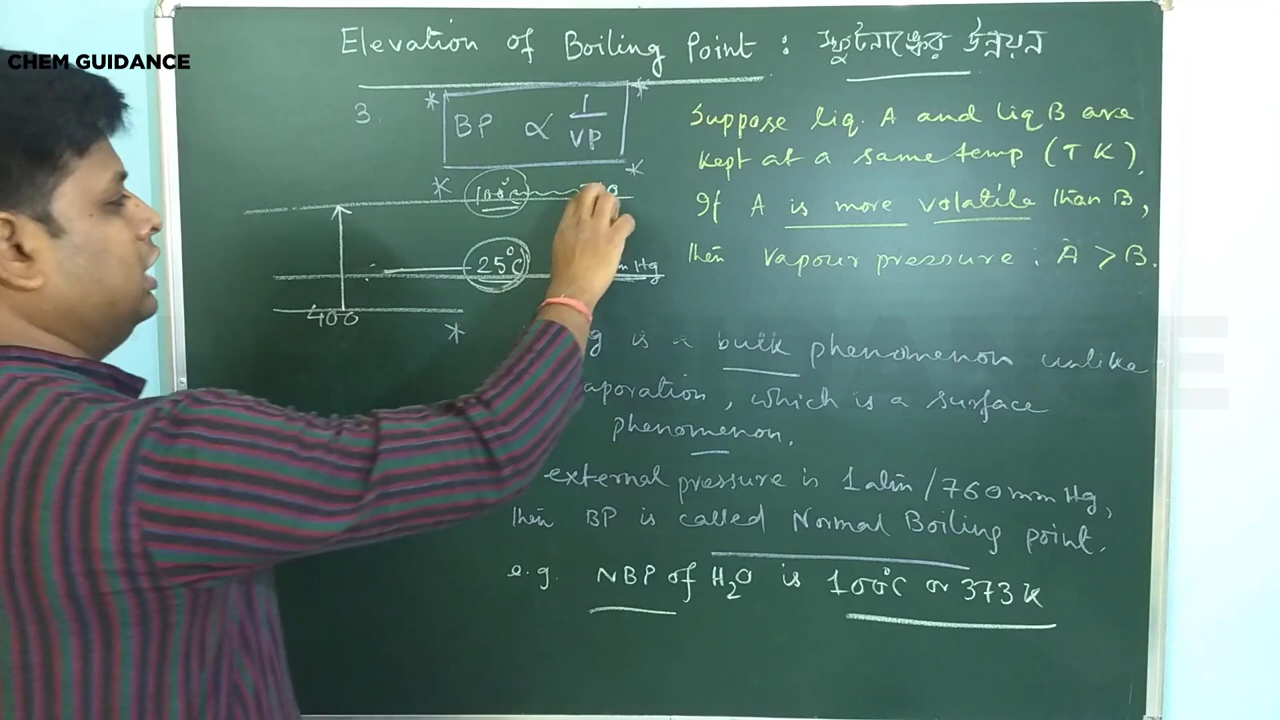 CHEM GUIDANCE
Elevation of Boiling Point : স্ফুটনাঙ্কের উন্নয়ন
3. BP ∝ 1/VP
100°C
25°C mm Hg
400
Suppose liq. A and liq B are
kept at a same temp (T K),
If A is more volatile than B,
then vapour pressure : A > B.
g is a bulk phenomenon unlike
aporation, which is a surface
phenomenon.
external pressure is 1 atm / 760 mm Hg,
then BP is called Normal Boiling point.
e.g. NBP of H₂O is 100°C or 373 K